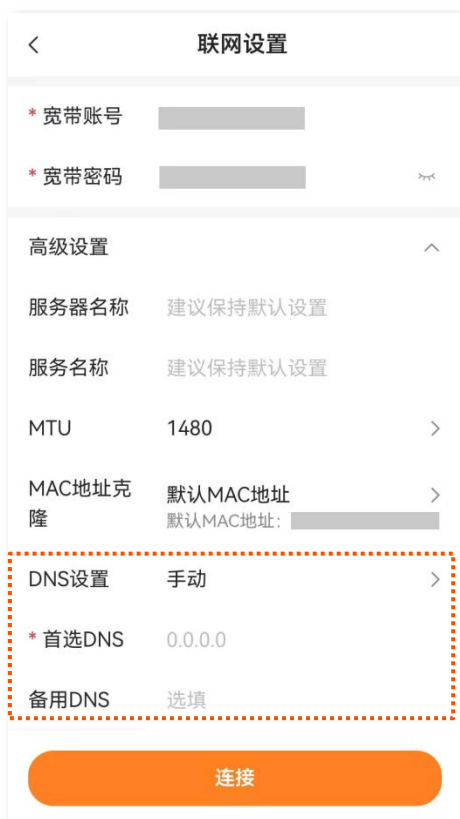 联网设置
* 宽带账号
* 宽带密码
高级设置
服务器名称 建议保持默认设置
服务名称 建议保持默认设置
MTU 1480
MAC地址克隆 默认MAC地址
默认MAC地址:
DNS设置 手动
* 首选DNS 0.0.0.0
备用DNS 选填
连接